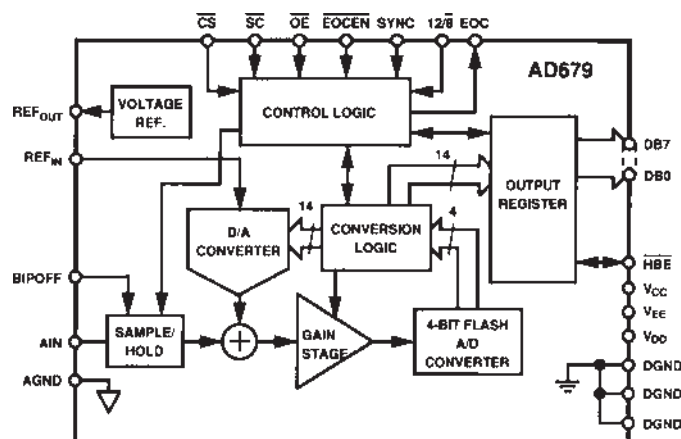 CS SC OE EOCEN SYNC 12/8 EOC
AD679
REFOUT
VOLTAGE
REF.
CONTROL LOGIC
REFIN
14
DB7
DB0
OUTPUT
REGISTER
D/A
CONVERTER
14
CONVERSION
LOGIC
4
HBE
BIPOFF
VCC
VEE
VDD
AIN
SAMPLE/
HOLD
+
GAIN
STAGE
4-BIT FLASH
A/D
CONVERTER
AGND
DGND
DGND
DGND